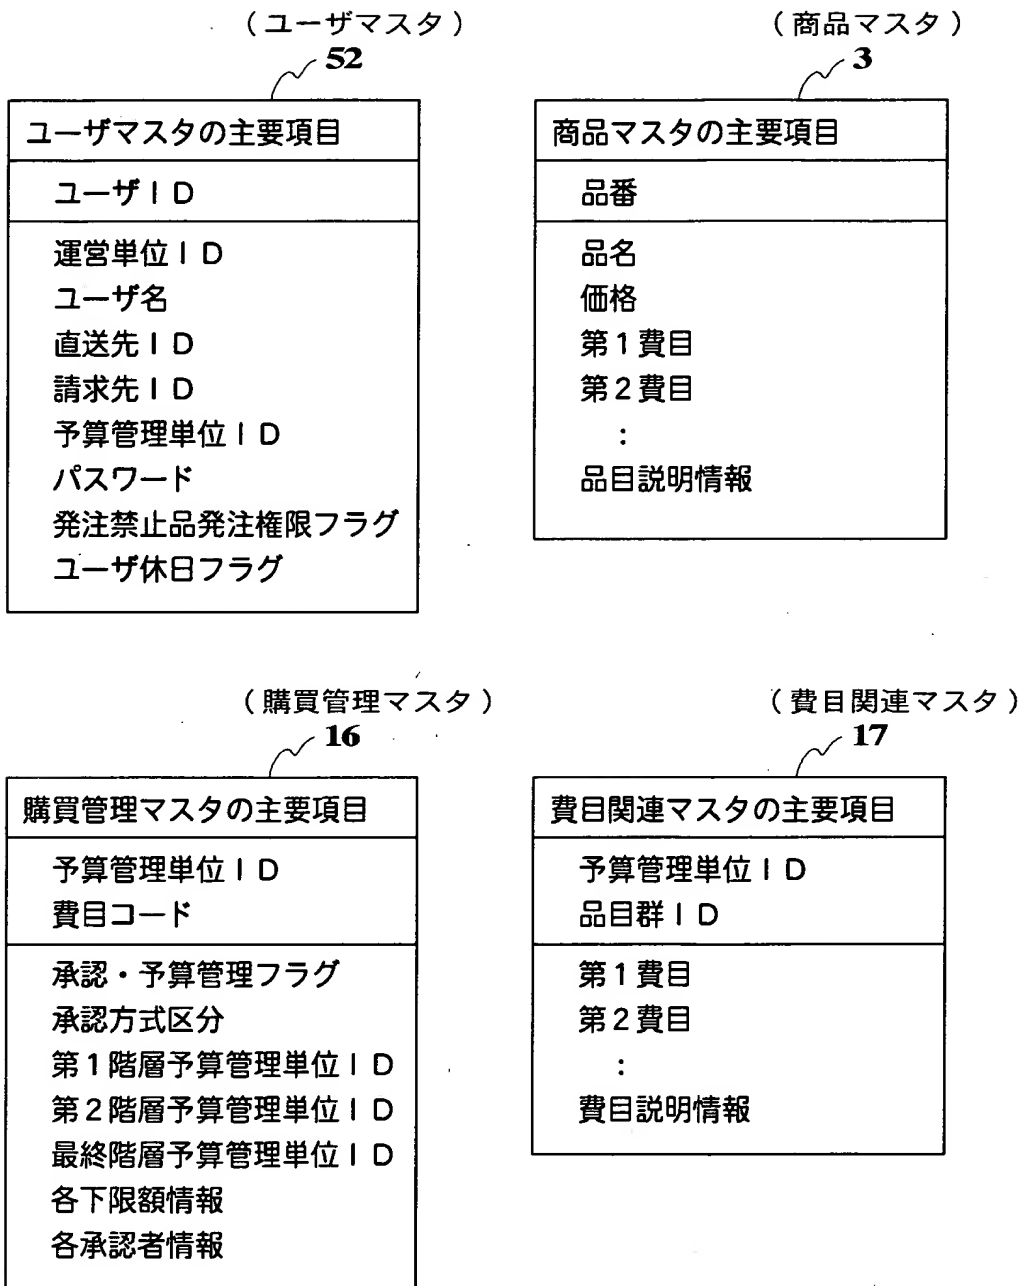 （ユーザマスタ）
52
ユーザマスタの主要項目
ユーザＩＤ
運営単位ＩＤ
ユーザ名
直送先ＩＤ
請求先ＩＤ
予算管理単位ＩＤ
パスワード
発注禁止品発注権限フラグ
ユーザ休日フラグ
（商品マスタ）
3
商品マスタの主要項目
品番
品名
価格
第１費目
第２費目
：
品目説明情報
（購買管理マスタ）
16
購買管理マスタの主要項目
予算管理単位ＩＤ
費目コード
承認・予算管理フラグ
承認方式区分
第１階層予算管理単位ＩＤ
第２階層予算管理単位ＩＤ
最終階層予算管理単位ＩＤ
各下限額情報
各承認者情報
（費目関連マスタ）
17
費目関連マスタの主要項目
予算管理単位ＩＤ
品目群ＩＤ
第１費目
第２費目
：
費目説明情報